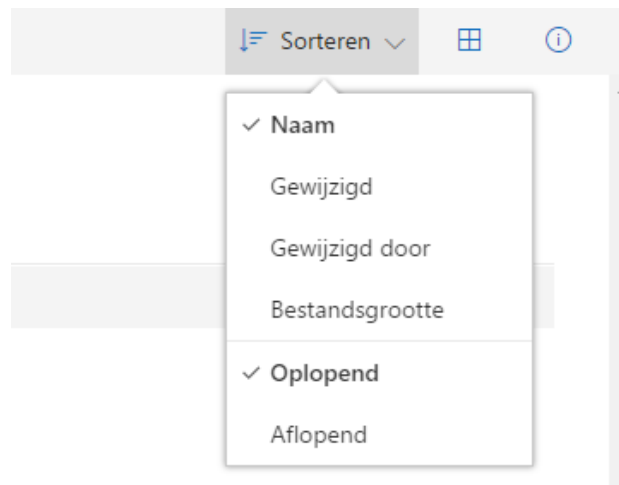 Sorteren
Naam
Gewijzigd
Gewijzigd door
Bestandsgrootte
Oplopend
Aflopend